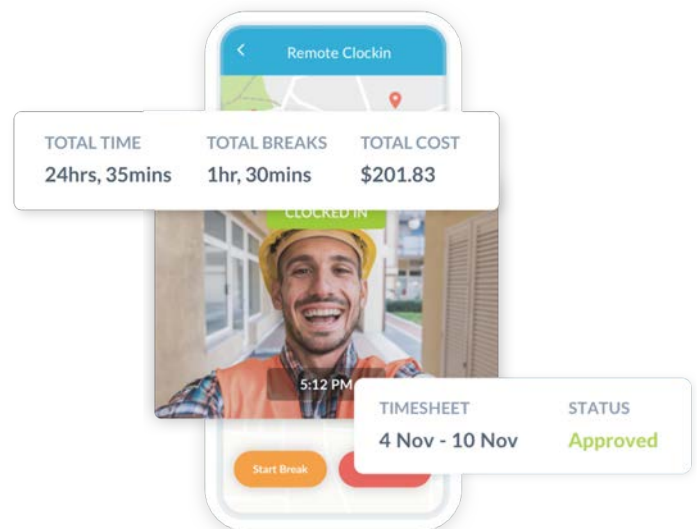 Remote Clockin
TOTAL TIME TOTAL BREAKS TOTAL COST
24hrs, 35mins 1hr, 30mins $201.83
CLOCKED IN
5:12 PM
TIMESHEET STATUS
4 Nov - 10 Nov Approved
Start Break